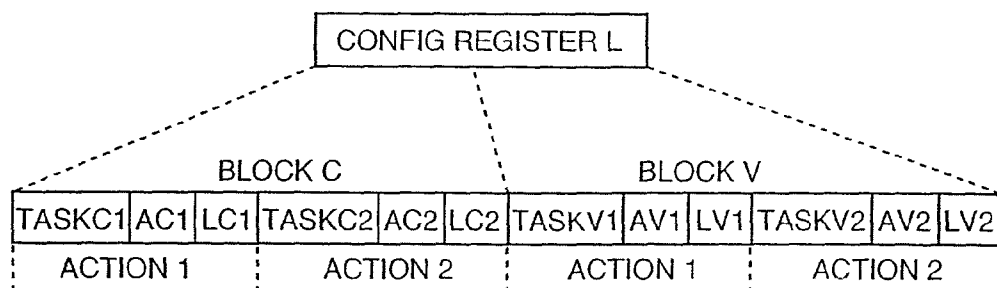 CONFIG REGISTER L
BLOCK C BLOCK V
TASKC1 AC1 LC1 TASKC2 AC2 LC2 TASKV1 AV1 LV1 TASKV2 AV2 LV2
ACTION 1 ACTION 2 ACTION 1 ACTION 2